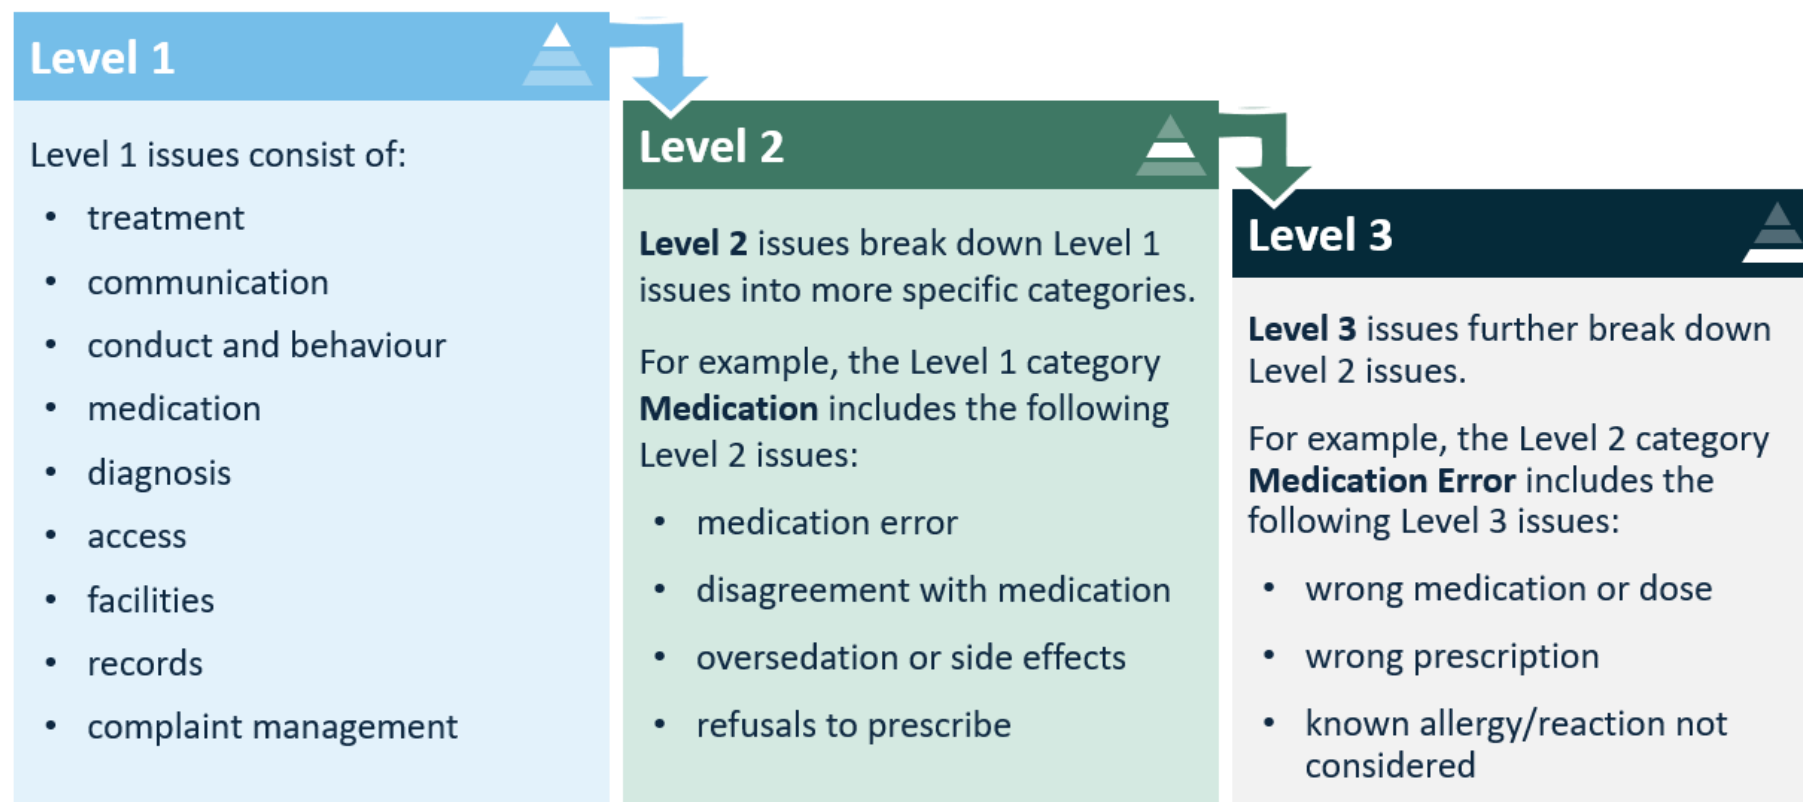 Level 1
Level 1 issues consist of:
• treatment
• communication
• conduct and behaviour
• medication
• diagnosis
• access
• facilities
• records
• complaint management
Level 2
Level 2 issues break down Level 1
issues into more specific categories.
For example, the Level 1 category
Medication includes the following
Level 2 issues:
• medication error
• disagreement with medication
• oversedation or side effects
• refusals to prescribe
Level 3
Level 3 issues further break down
Level 2 issues.
For example, the Level 2 category
Medication Error includes the
following Level 3 issues:
• wrong medication or dose
• wrong prescription
• known allergy/reaction not
considered